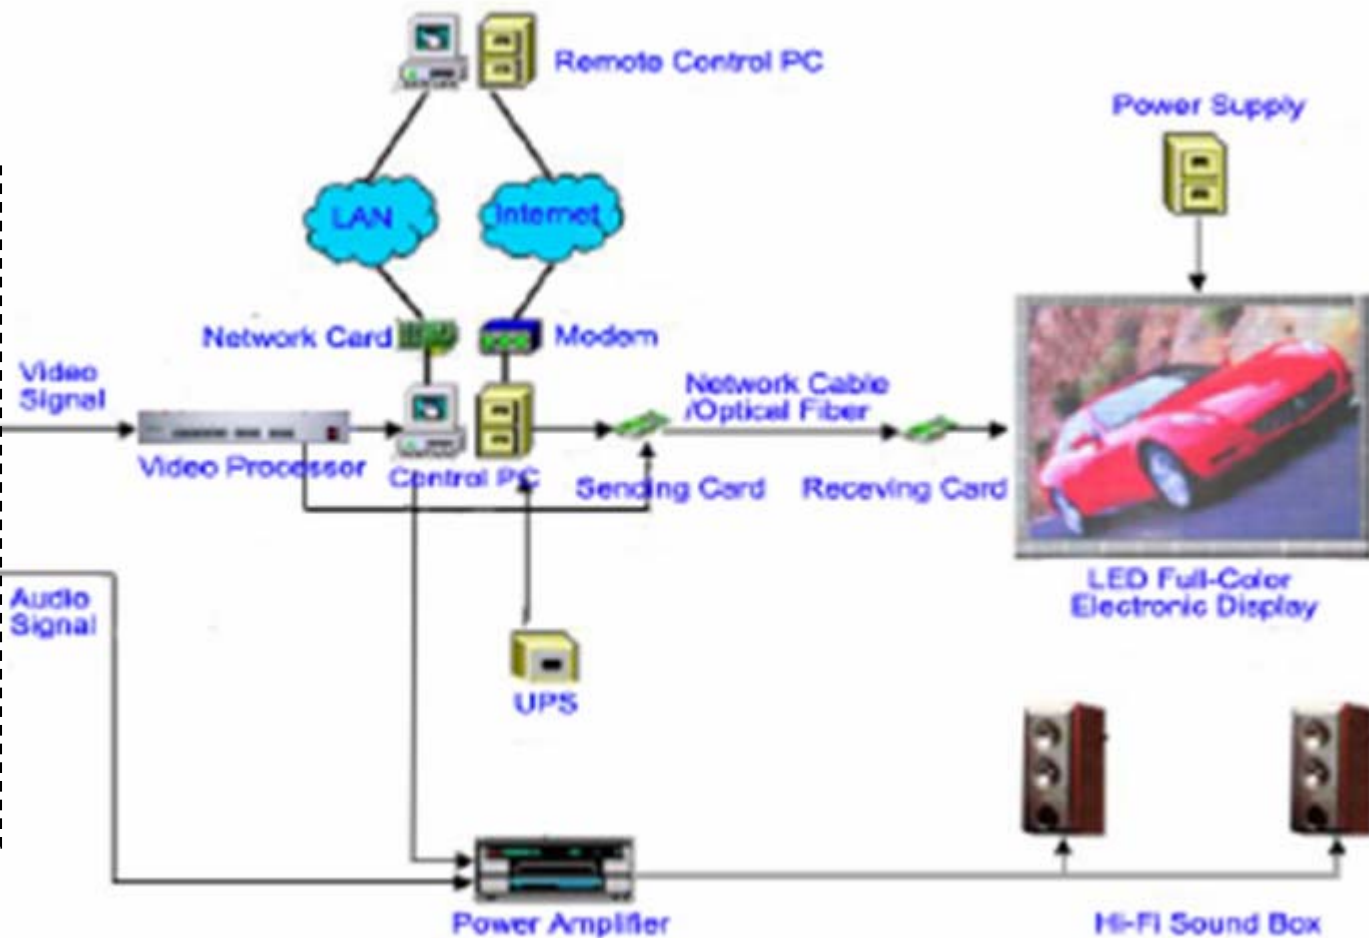 Remote Control PC
Power Supply
LAN
Internet
Network Card
Modem
Video
Signal
Network Cable
/Optical Fiber
Video Processor
Control PC
Sending Card
Receving Card
LED Full-Color
Electronic Display
Audio
Signal
UPS
Power Amplifier
Hi-Fi Sound Box